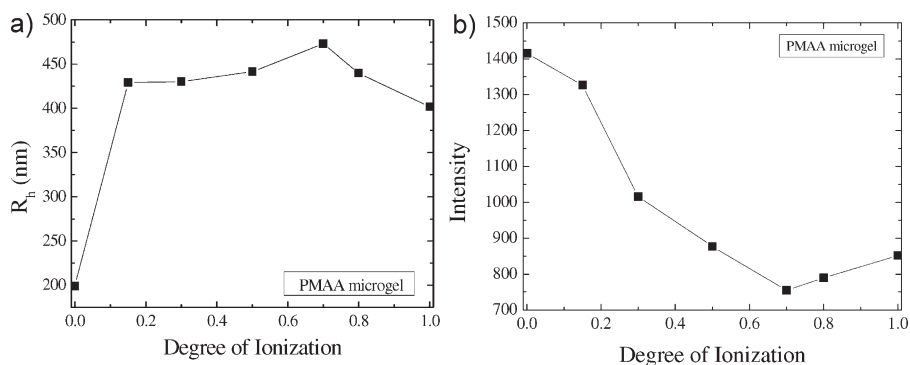 a)
500
450
400
350
300
250
200
R_h (nm)
0.0 0.2 0.4 0.6 0.8 1.0
Degree of Ionization
PMAA microgel
b)
1500
1400
1300
1200
1100
1000
900
800
700
Intensity
0.0 0.2 0.4 0.6 0.8 1.0
Degree of Ionization
PMAA microgel